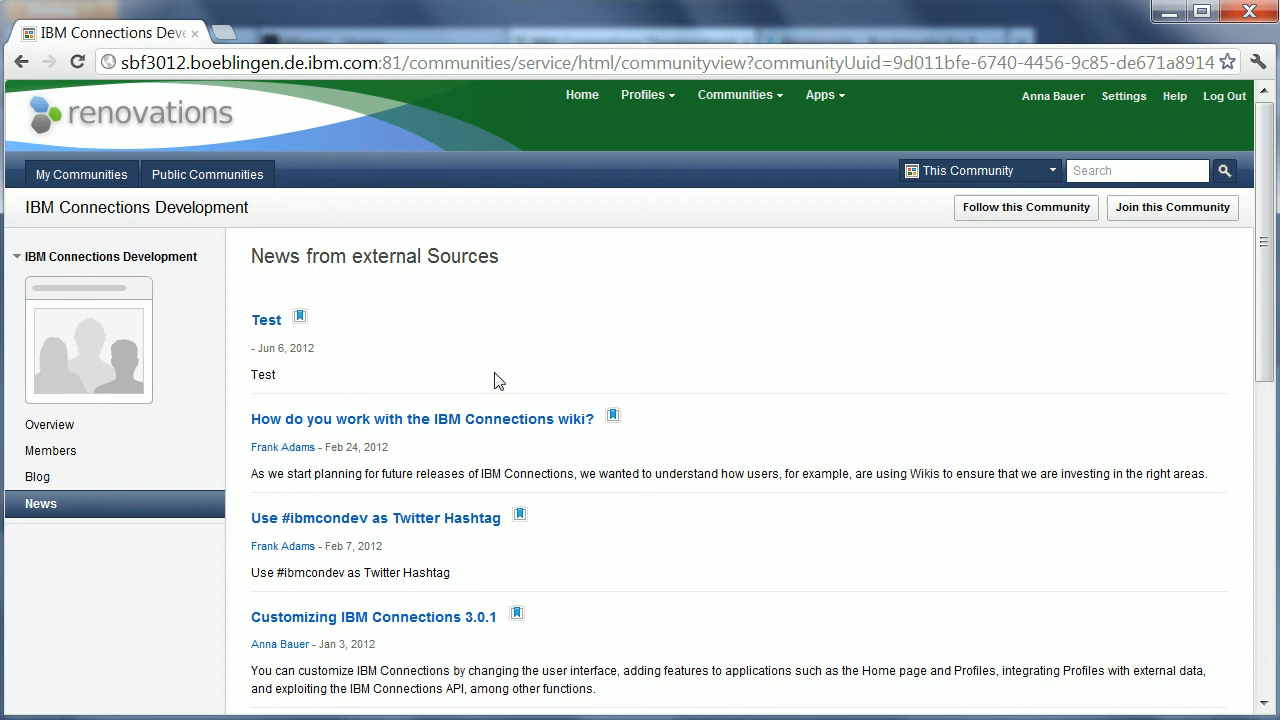 IBM Connections Deve
sbf3012.boeblingen.de.ibm.com:81/communities/service/html/communityview?communityUuid=9d011bfe-6740-4456-9c85-de671a8914
renovations
Home Profiles Communities Apps
Anna Bauer Settings Help Log Out
My Communities Public Communities
This Community Search
IBM Connections Development
Follow this Community Join this Community
IBM Connections Development
Overview
Members
Blog
News
News from external Sources
Test
- Jun 6, 2012
Test
How do you work with the IBM Connections wiki?
Frank Adams - Feb 24, 2012
As we start planning for future releases of IBM Connections, we wanted to understand how users, for example, are using Wikis to ensure that we are investing in the right areas.
Use #ibmcondev as Twitter Hashtag
Frank Adams - Feb 7, 2012
Use #ibmcondev as Twitter Hashtag
Customizing IBM Connections 3.0.1
Anna Bauer - Jan 3, 2012
You can customize IBM Connections by changing the user interface, adding features to applications such as the Home page and Profiles, integrating Profiles with external data,
and exploiting the IBM Connections API, among other functions.